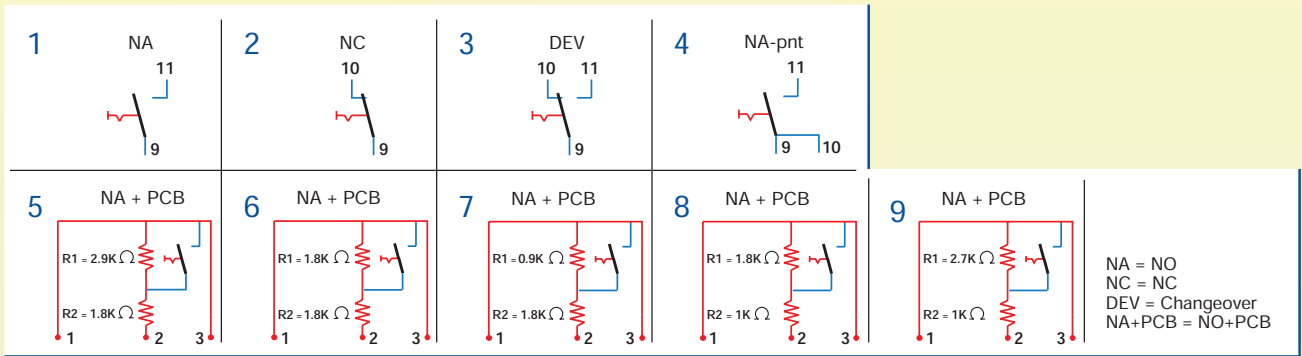 1 NA
11
9
2 NC
10
9
3 DEV
10 11
9
4 NA-pnt
11
9 10
5 NA + PCB
R1 = 2.9K Ω
R2 = 1.8K Ω
1 2 3
6 NA + PCB
R1 = 1.8K Ω
R2 = 1.8K Ω
1 2 3
7 NA + PCB
R1 = 0.9K Ω
R2 = 1.8K Ω
1 2 3
8 NA + PCB
R1 = 1.8K Ω
R2 = 1K Ω
1 2 3
9 NA + PCB
R1 = 2.7K Ω
R2 = 1K Ω
1 2 3
NA = NO
NC = NC
DEV = Changeover
NA+PCB = NO+PCB